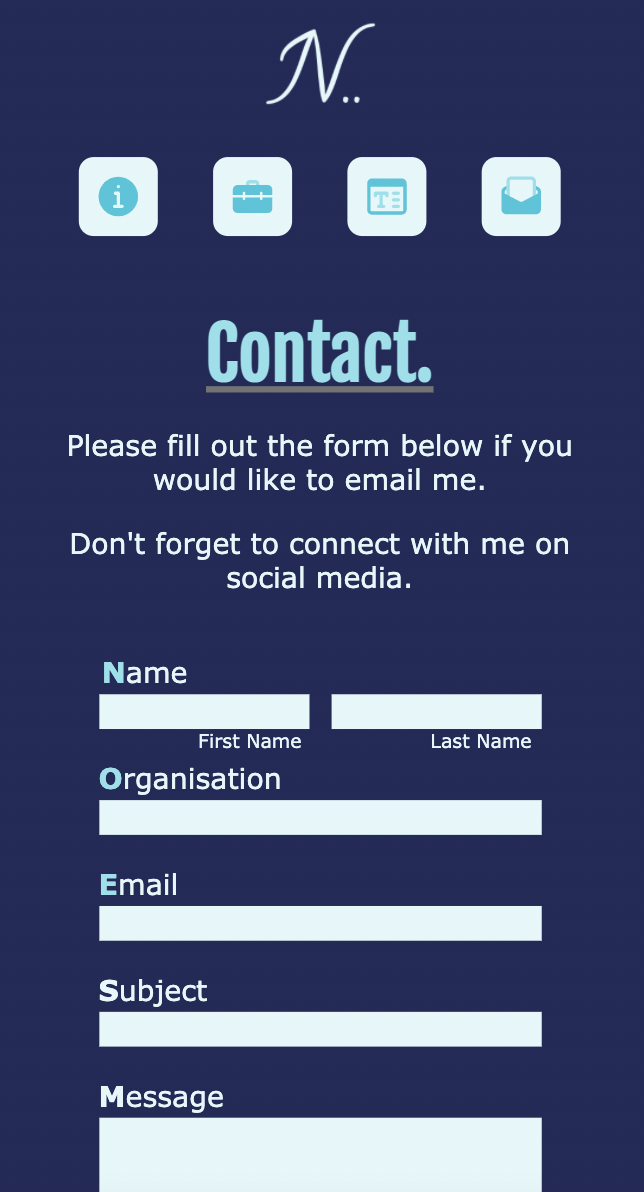 N..
Contact.
Please fill out the form below if you
would like to email me.
Don't forget to connect with me on
social media.
Name
First Name Last Name
Organisation
Email
Subject
Message